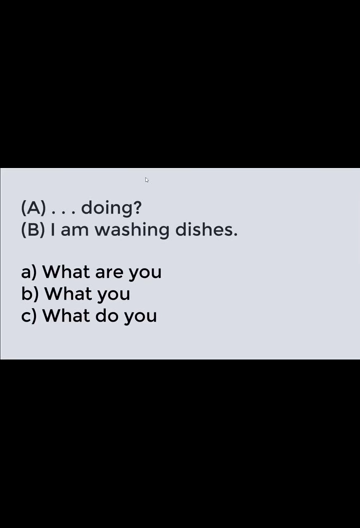 (A) . . . doing?
(B) I am washing dishes.
a) What are you
b) What you
c) What do you